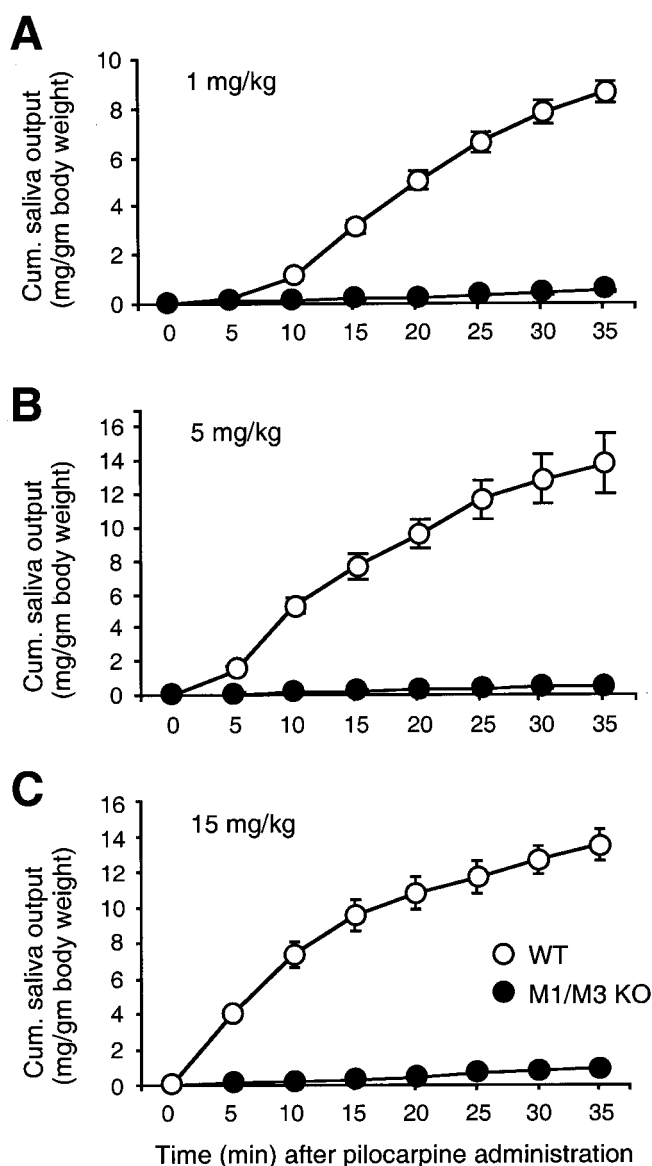 A
1 mg/kg
Cum. saliva output
(mg/gm body weight)
10
8
6
4
2
0
0 5 10 15 20 25 30 35
B
5 mg/kg
Cum. saliva output
(mg/gm body weight)
16
14
12
10
8
6
4
2
0
0 5 10 15 20 25 30 35
C
15 mg/kg
Cum. saliva output
(mg/gm body weight)
16
14
12
10
8
6
4
2
0
WT
M1/M3 KO
0 5 10 15 20 25 30 35
Time (min) after pilocarpine administration